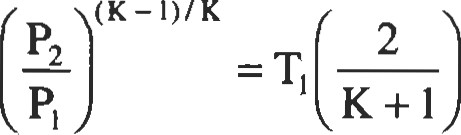 (P₂/P₁)^((K – 1) / K) = T₁(2/(K + 1))